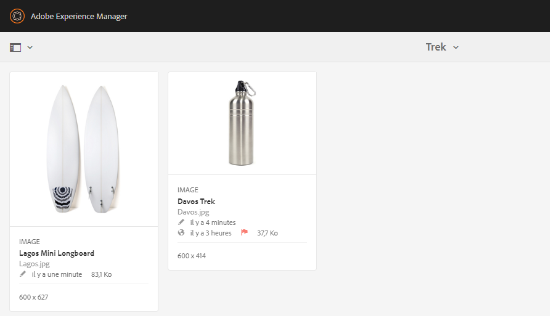 Adobe Experience Manager
Trek
IMAGE
Lagos Mini Longboard
Lagos.jpg
il y a une minute 83,1 Ko
600 x 627
IMAGE
Davos Trek
Davos.jpg
il y a 4 minutes
il y a 3 heures 37,7 Ko
600 x 414